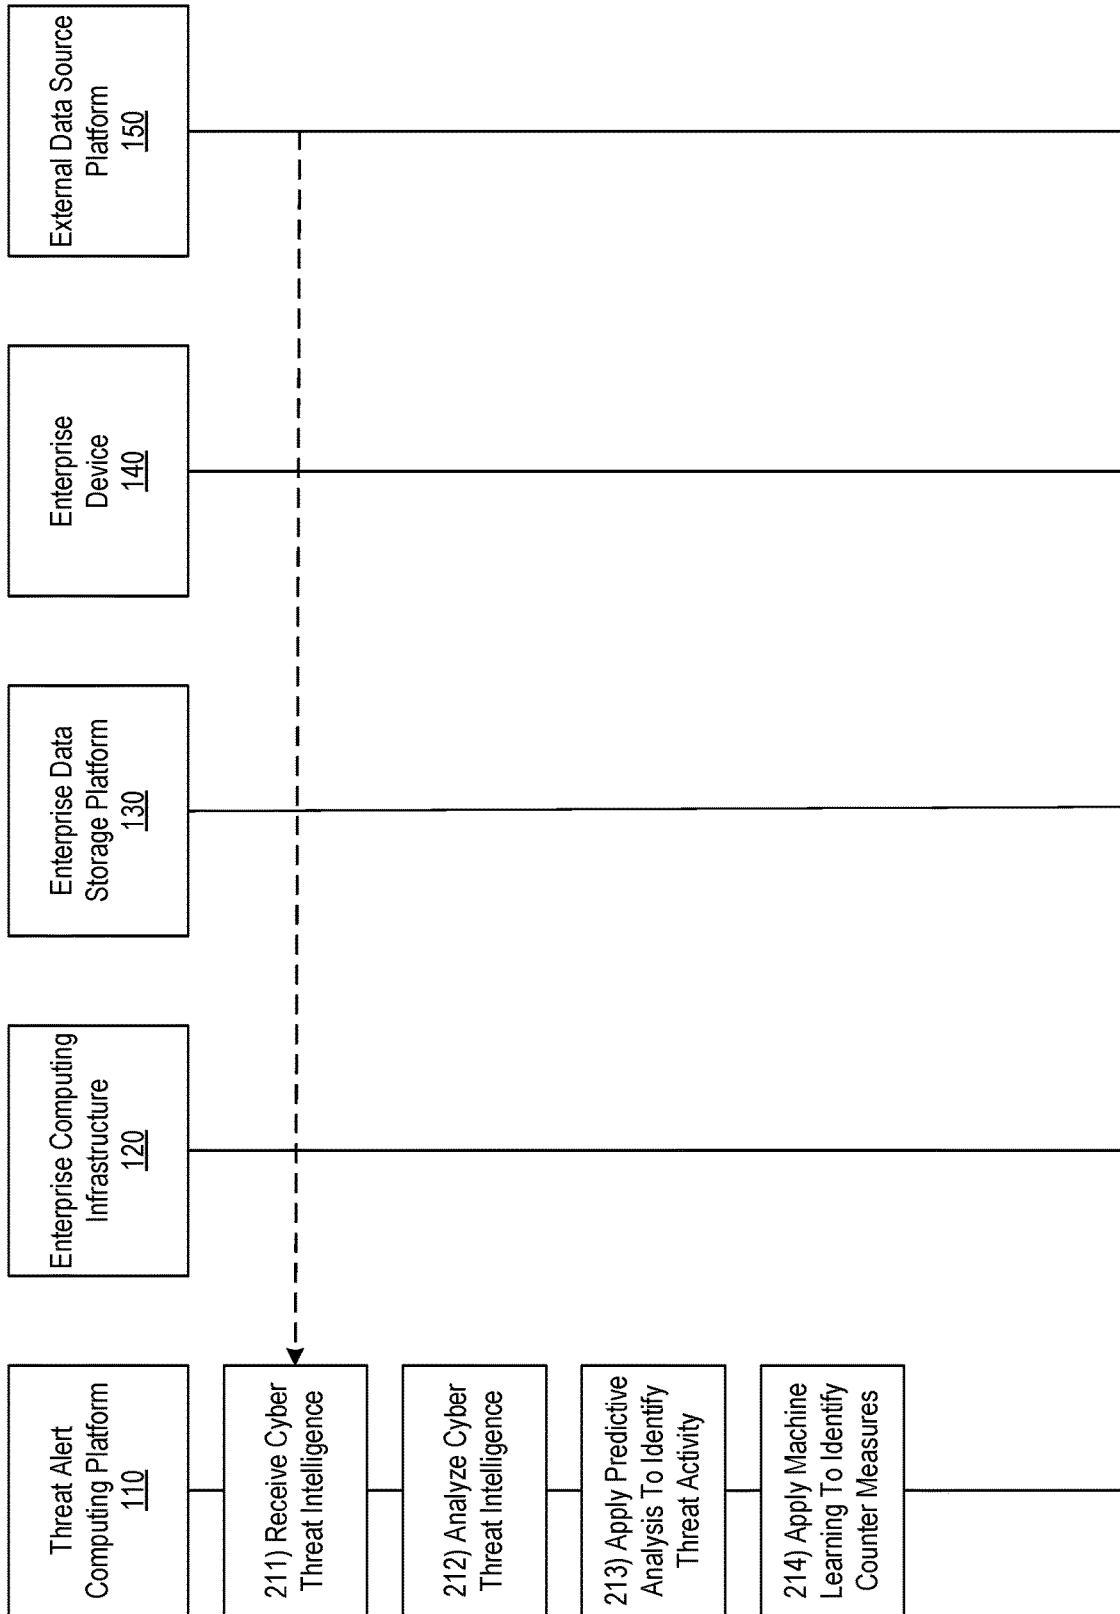 Threat Alert
Computing Platform
110
Enterprise Computing
Infrastructure
120
Enterprise Data
Storage Platform
130
Enterprise
Device
140
External Data Source
Platform
150
211) Receive Cyber
Threat Intelligence
212) Analyze Cyber
Threat Intelligence
213) Apply Predictive
Analysis To Identify
Threat Activity
214) Apply Machine
Learning To Identify
Counter Measures